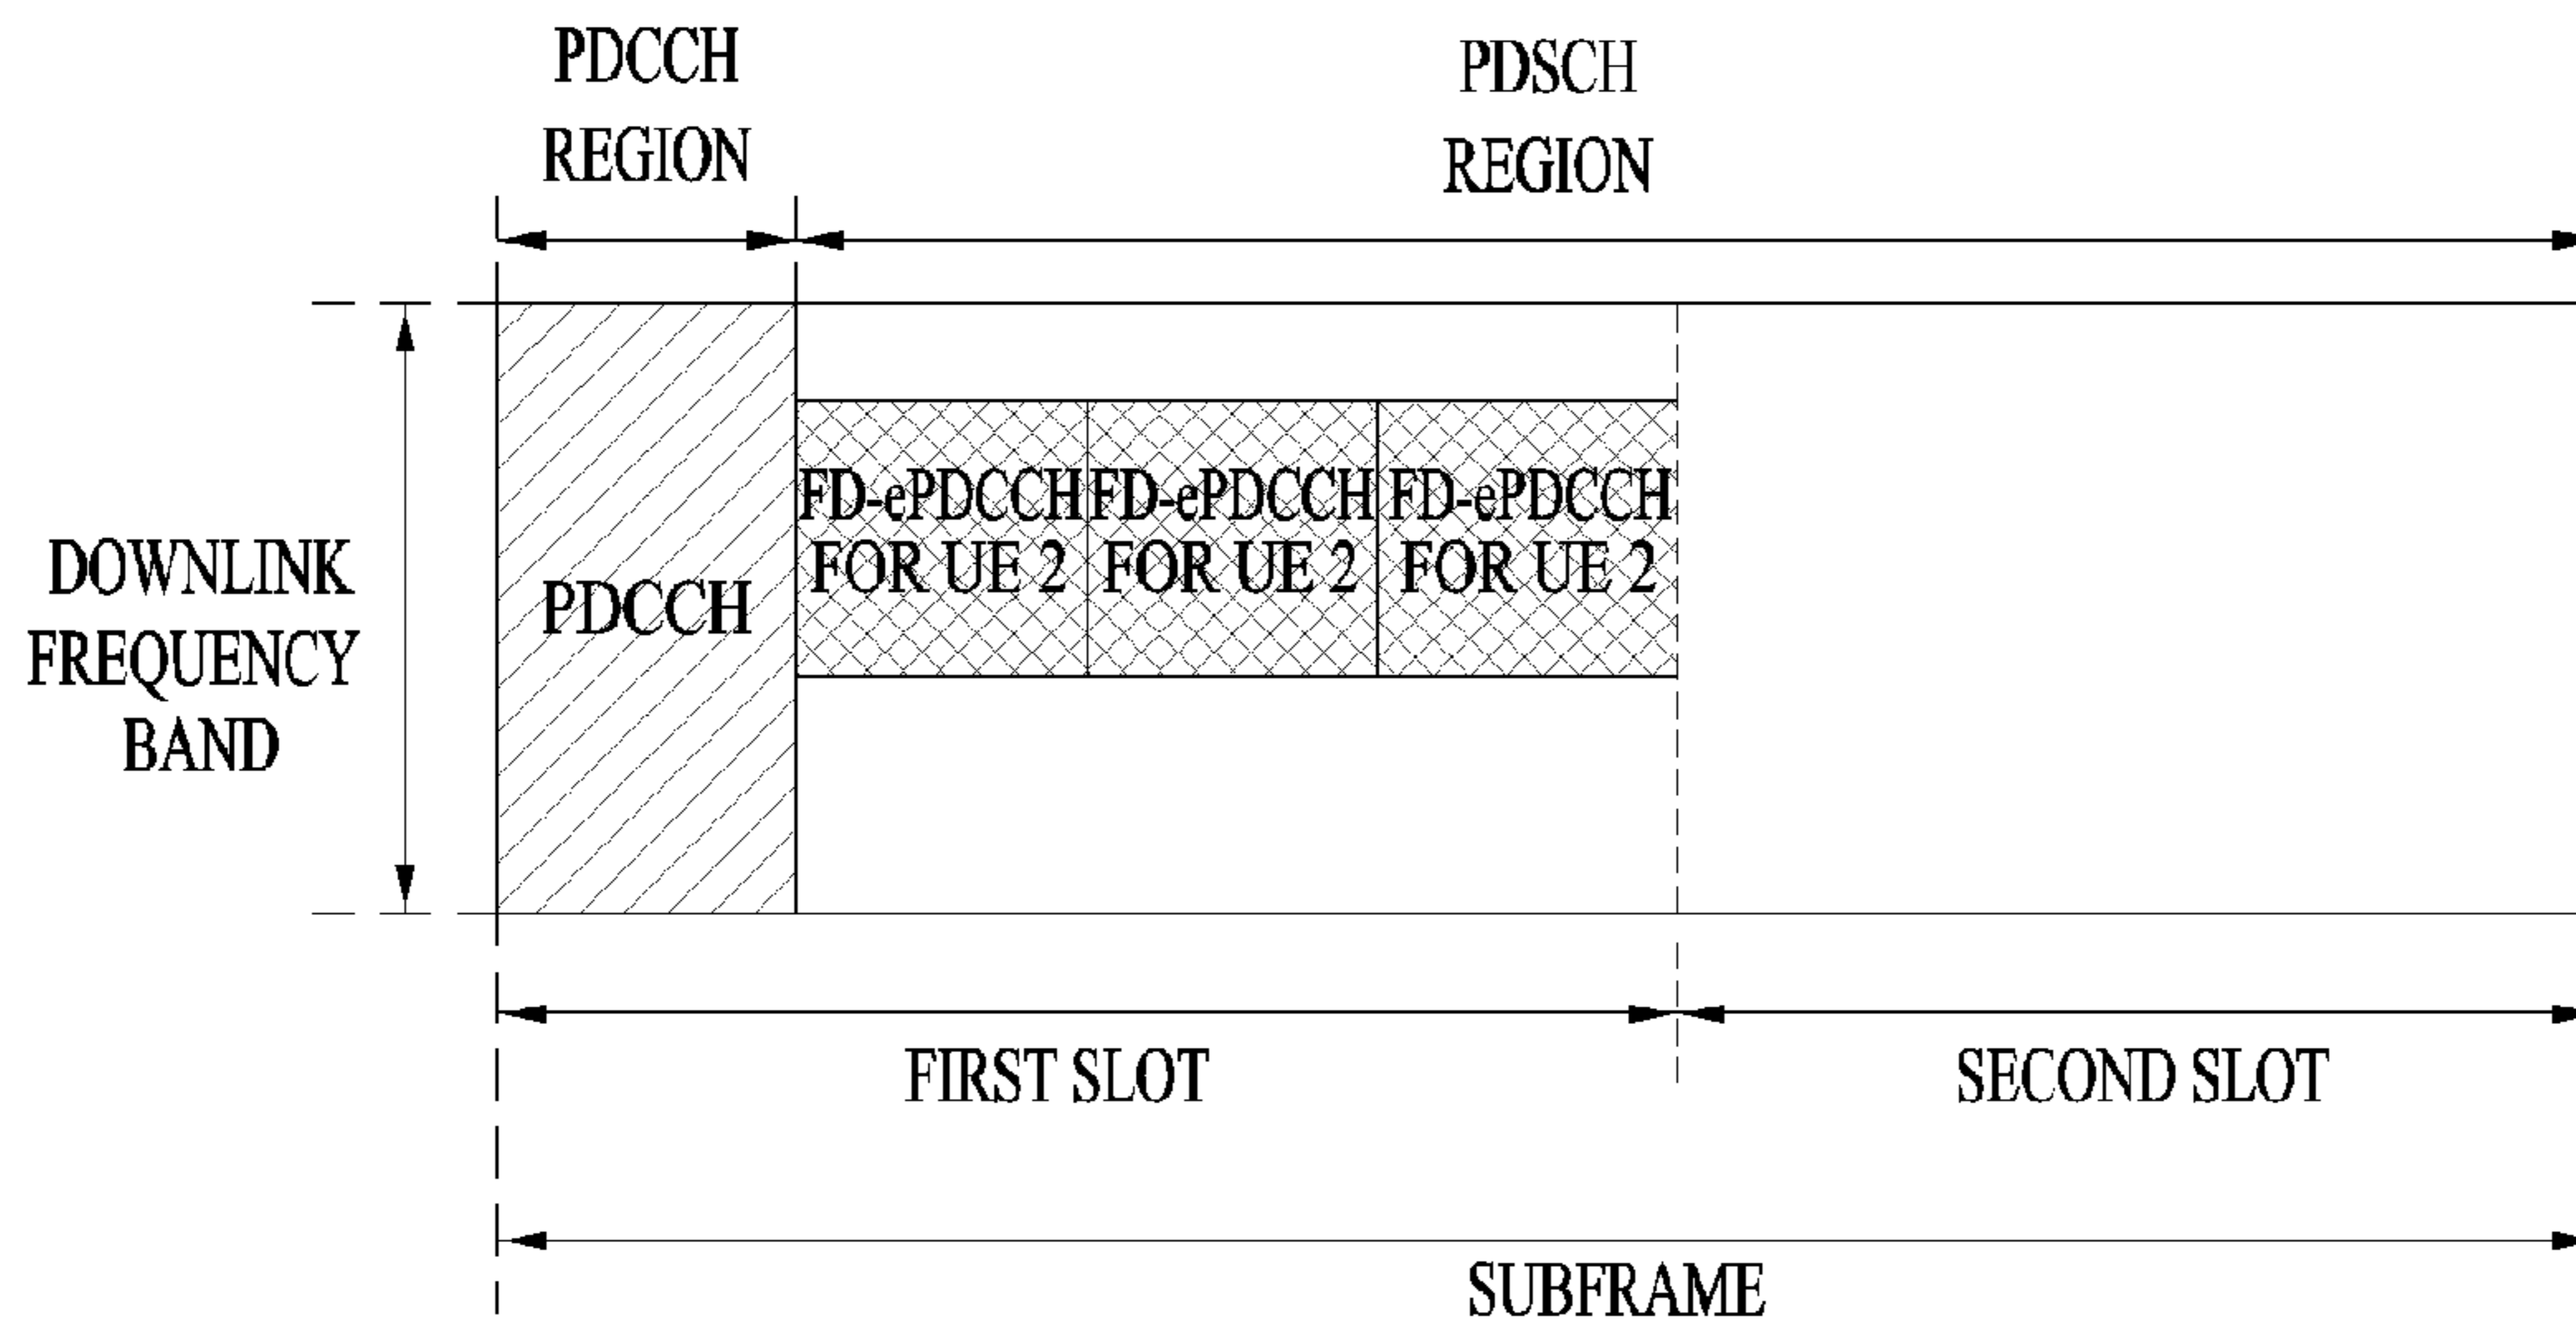 PDCCH
REGION
PDSCH
REGION
DOWNLINK
FREQUENCY
BAND
PDCCH
FD-ePDCCH
FOR UE 2
FD-ePDCCH
FOR UE 2
FD-ePDCCH
FOR UE 2
FIRST SLOT
SECOND SLOT
SUBFRAME